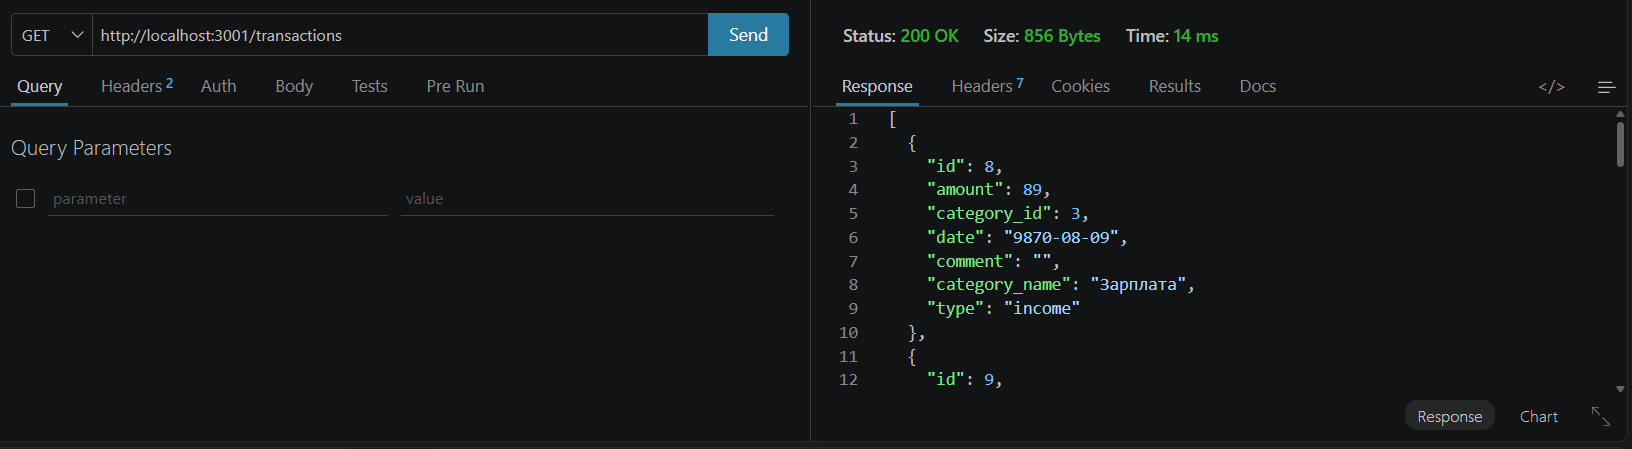 GET http://localhost:3001/transactions Send
Query Headers 2 Auth Body Tests Pre Run
Query Parameters
parameter value
Status: 200 OK Size: 856 Bytes Time: 14 ms
Response Headers 7 Cookies Results Docs </>
1 [
2 {
3 "id": 8,
4 "amount": 89,
5 "category_id": 3,
6 "date": "9870-08-09",
7 "comment": "",
8 "category_name": "Зарплата",
9 "type": "income"
10 },
11 {
12 "id": 9,
Response Chart